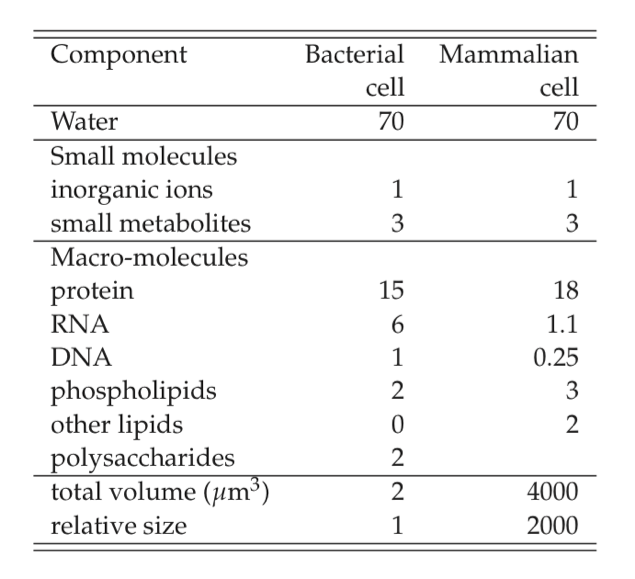 Component Bacterial Mammalian
cell cell
Water 70 70
Small molecules
inorganic ions 1 1
small metabolites 3 3
Macro-molecules
protein 15 18
RNA 6 1.1
DNA 1 0.25
phospholipids 2 3
other lipids 0 2
polysaccharides 2
total volume (μm³) 2 4000
relative size 1 2000